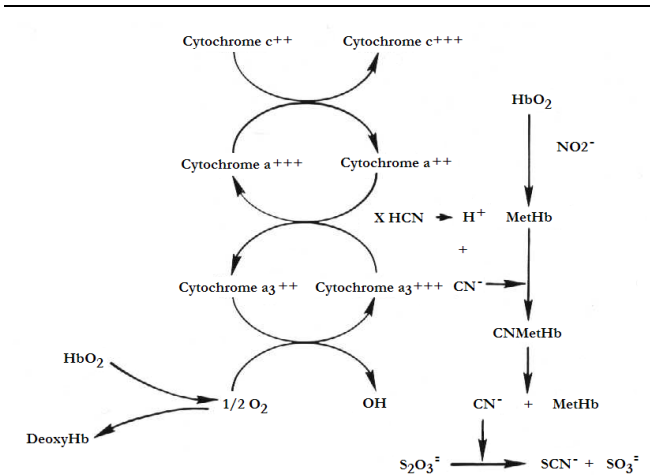 Cytochrome c++ Cytochrome c+++
HbO₂
NO2⁻
Cytochrome a+++ Cytochrome a++
X HCN H⁺ MetHb
+
Cytochrome a3++ Cytochrome a3+++ CN⁻
CNMetHb
HbO₂
1/2 O₂ OH CN⁻ + MetHb
DeoxyHb
S₂O₃⁼ SCN⁻ + SO₃⁼